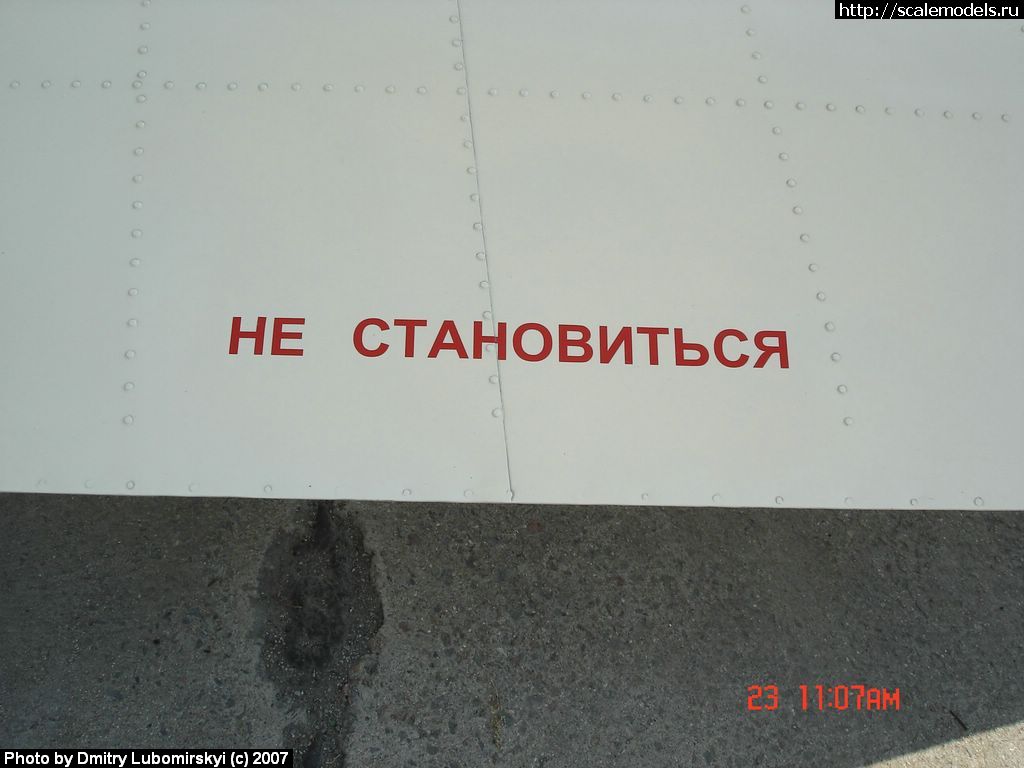 http://scalemodels.ru
НЕ СТАНОВИТЬСЯ
23 11:07AM
Photo by Dmitry Lubomirskyi (c) 2007